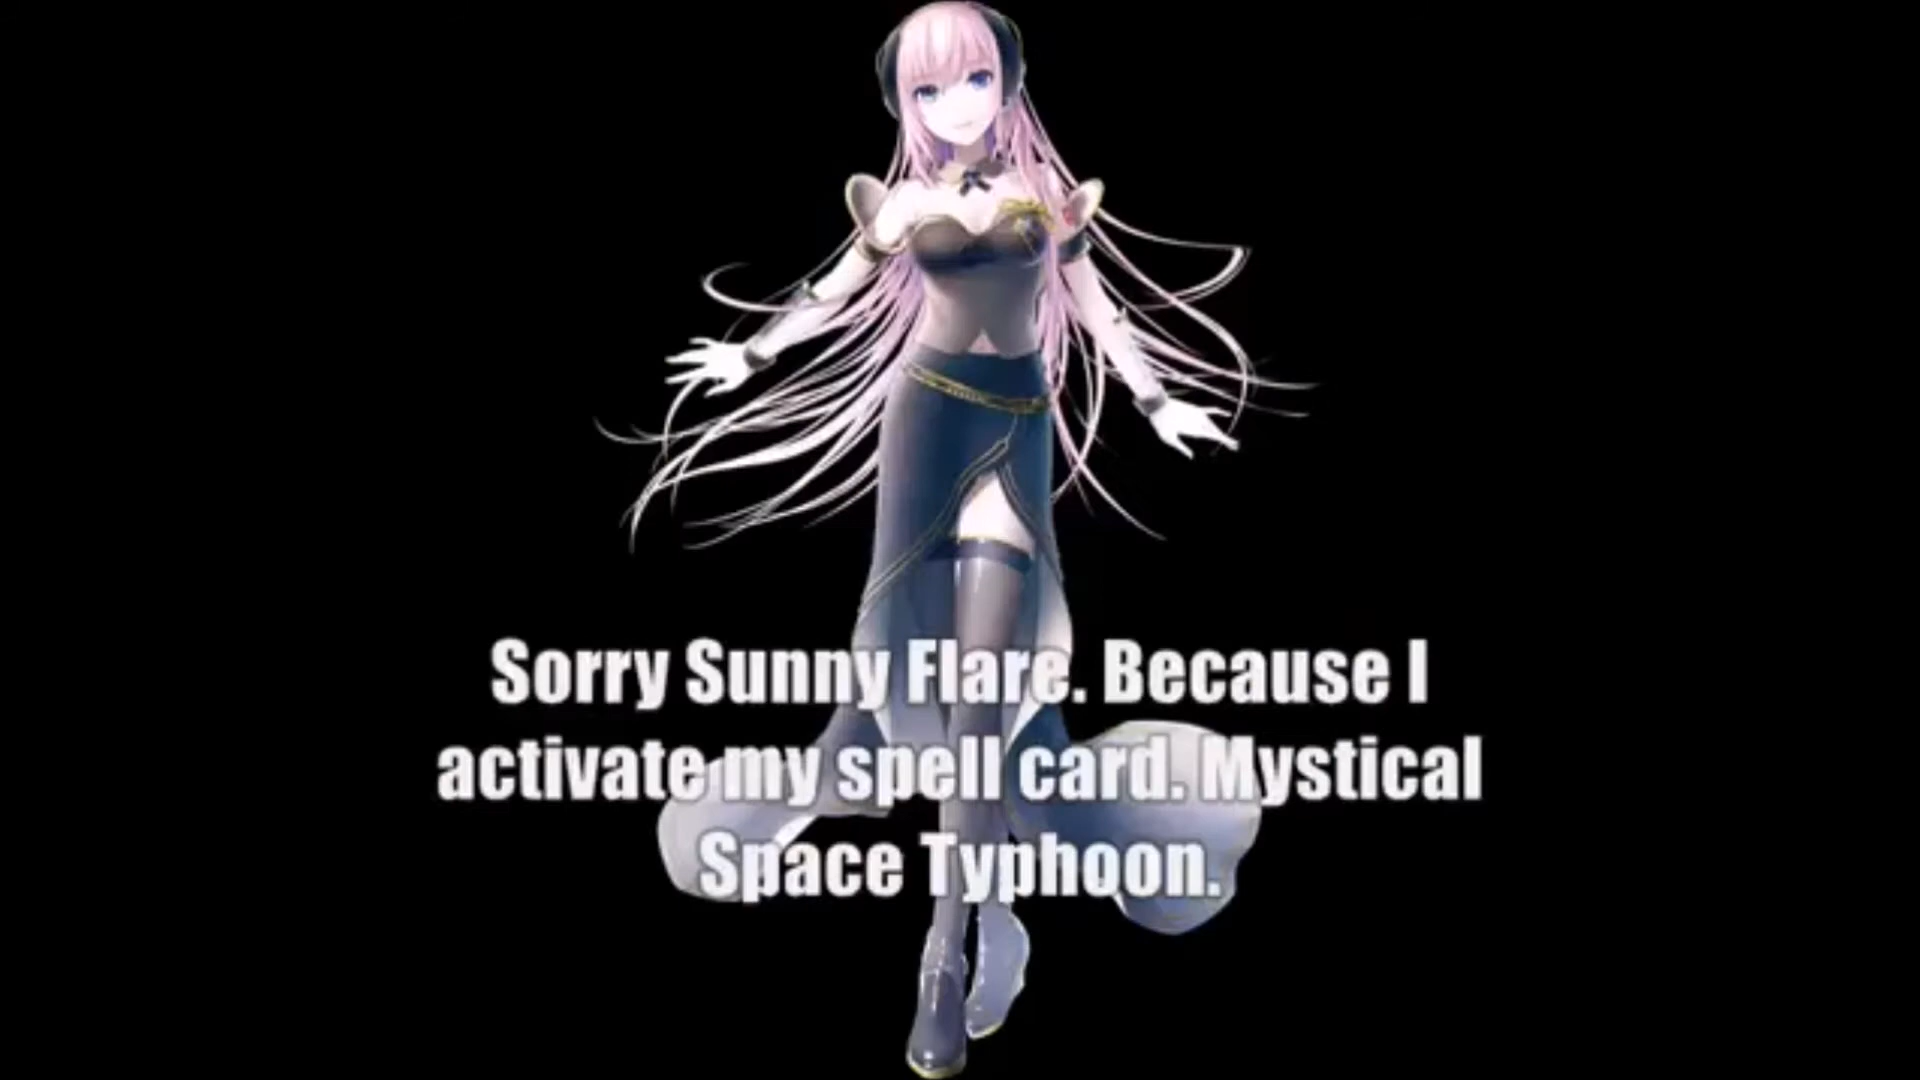 Sorry Sunny Flare. Because I
activate my spell card. Mystical
Space Typhoon.